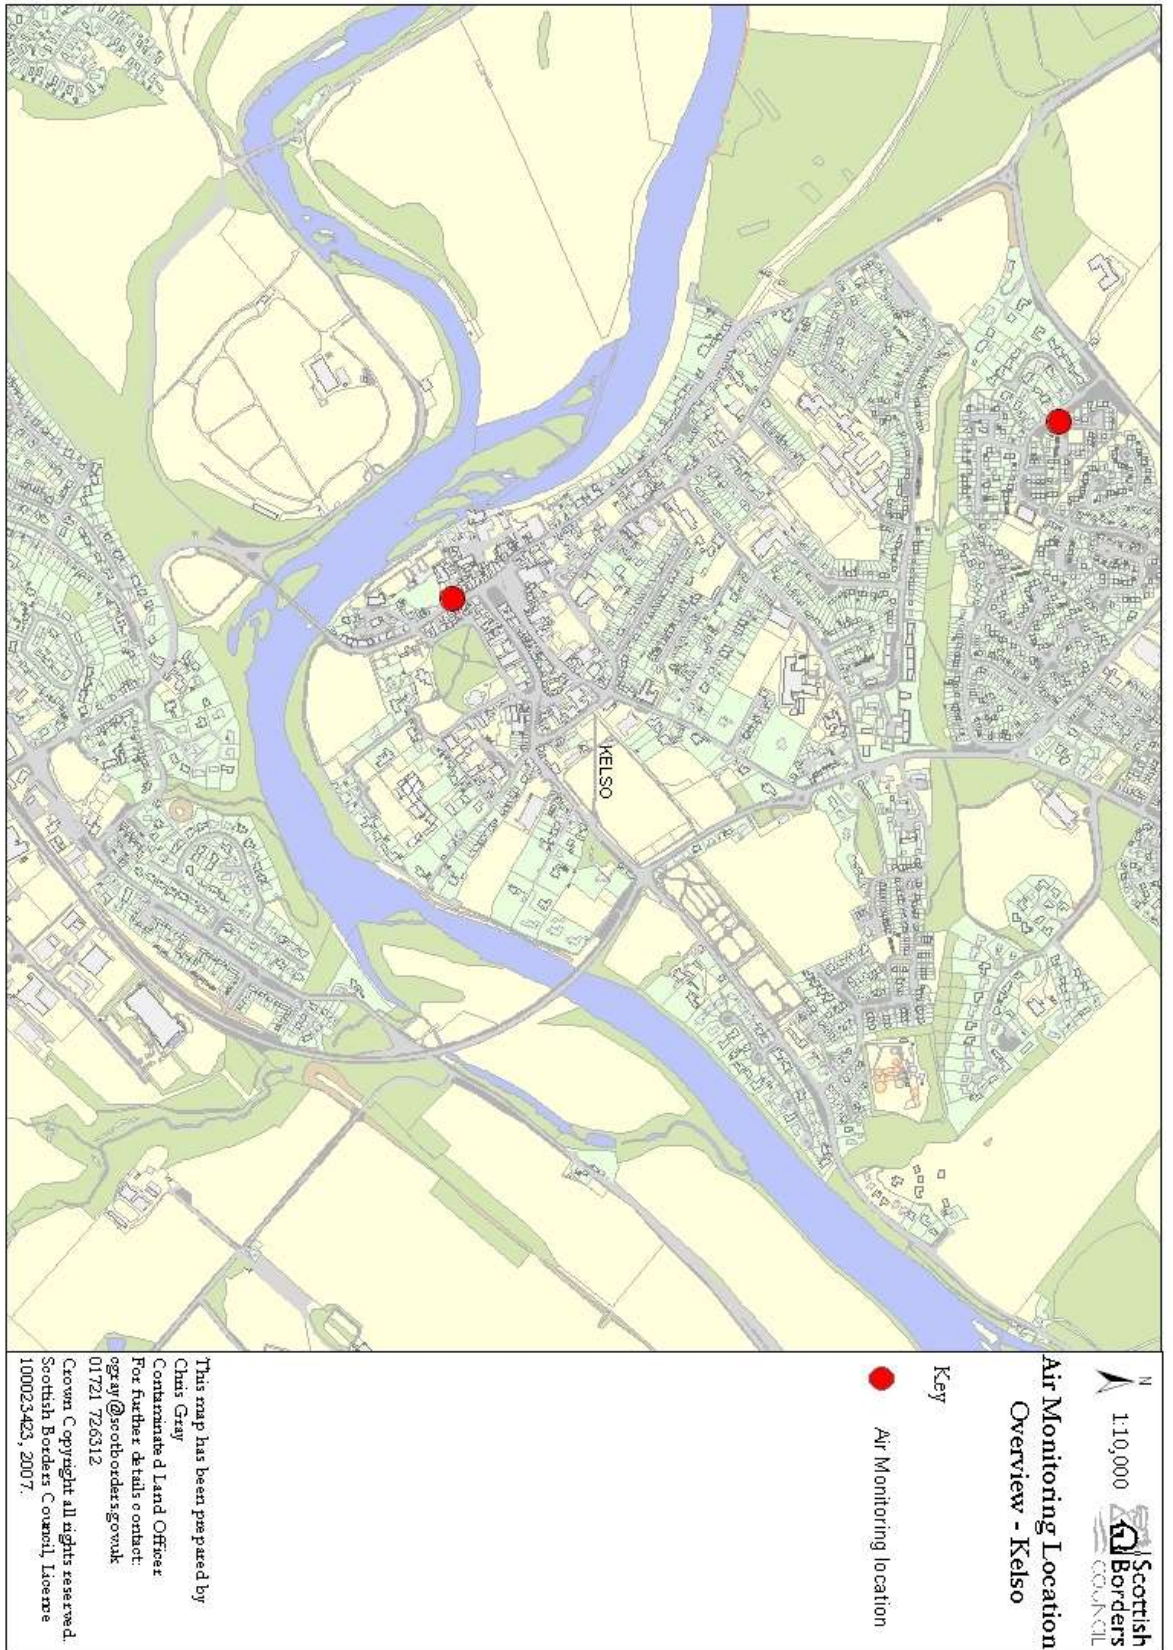 N
1:10,000
Scottish
Borders
COUNCIL
Air Monitoring Location
Overview - Kelso
Key
Air Monitoring location
This map has been prepared by
Chris Gray
Contaminated Land Officer
For further details contact:
cgray@scotborders.gov.uk
01721 726312
Crown Copyright all rights reserved.
Scottish Borders Council, Licence
100023423, 2007.
KELSO